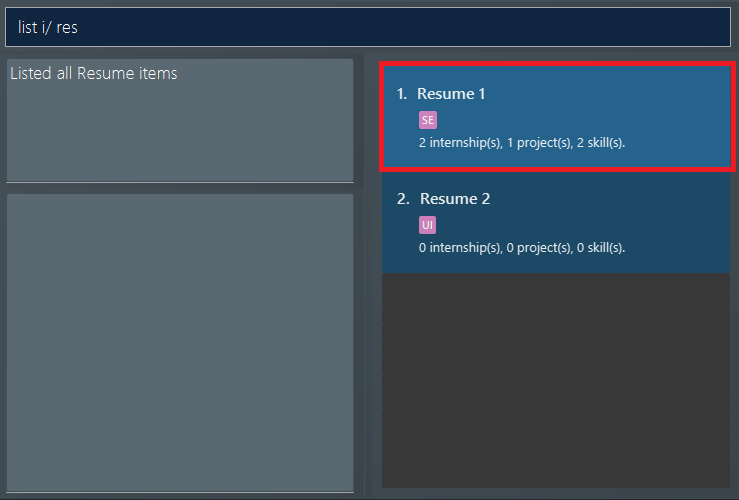 list i/ res
Listed all Resume items
1. Resume 1
SE
2 internship(s), 1 project(s), 2 skill(s).
2. Resume 2
UI
0 internship(s), 0 project(s), 0 skill(s).